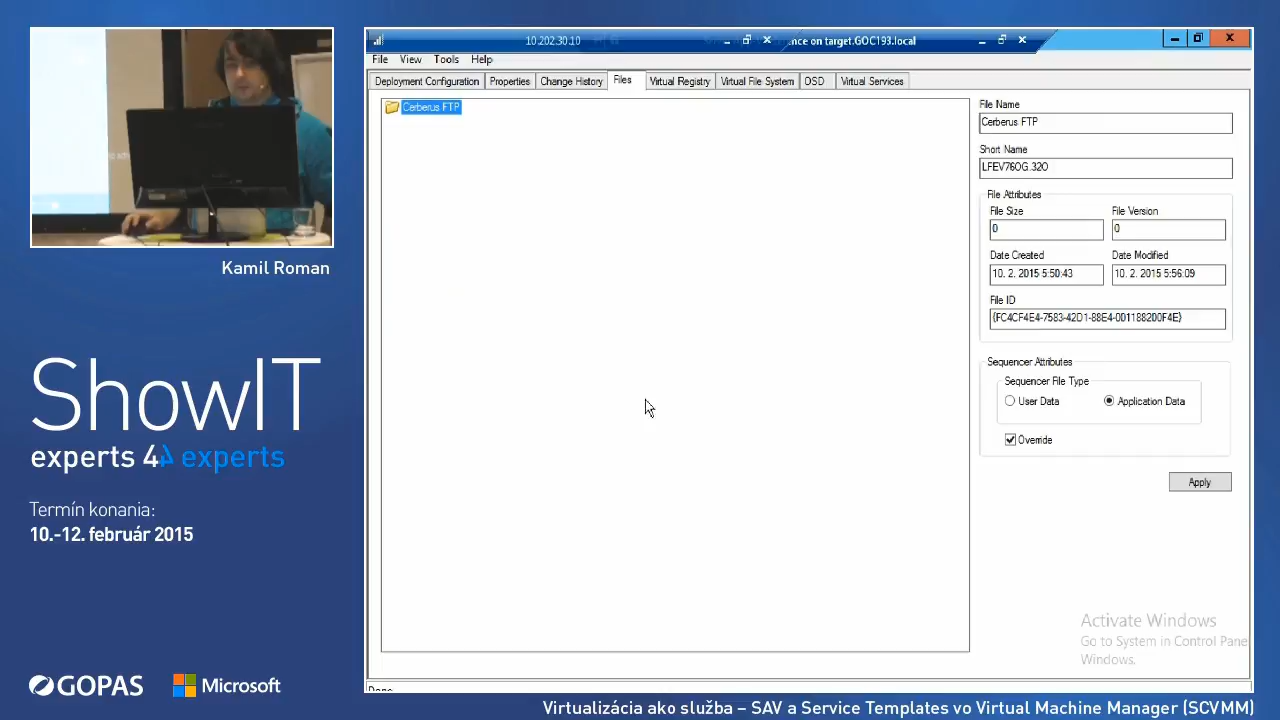 Kamil Roman
ShowIT
experts 4 experts
Termín konania:
10.-12. február 2015
GOPAS
Microsoft
10.202.30.10
nce on target.GOC193.local
File View Tools Help
Deployment Configuration Properties Change History Files Virtual Registry Virtual File System OSD Virtual Services
Cerberus FTP
File Name
Cerberus FTP
Short Name
LFEV76OG.32O
File Attributes
File Size File Version
0 0
Date Created Date Modified
10. 2. 2015 5:50:43 10. 2. 2015 5:56:09
File ID
{FC4CF4E4-7583-42D1-88E4-001188200F4E}
Sequencer Attributes
Sequencer File Type
User Data Application Data
Override
Apply
Activate Windows
Go to System in Control Pane
Windows.
Done
Virtualizácia ako služba – SAV a Service Templates vo Virtual Machine Manager (SCVMM)